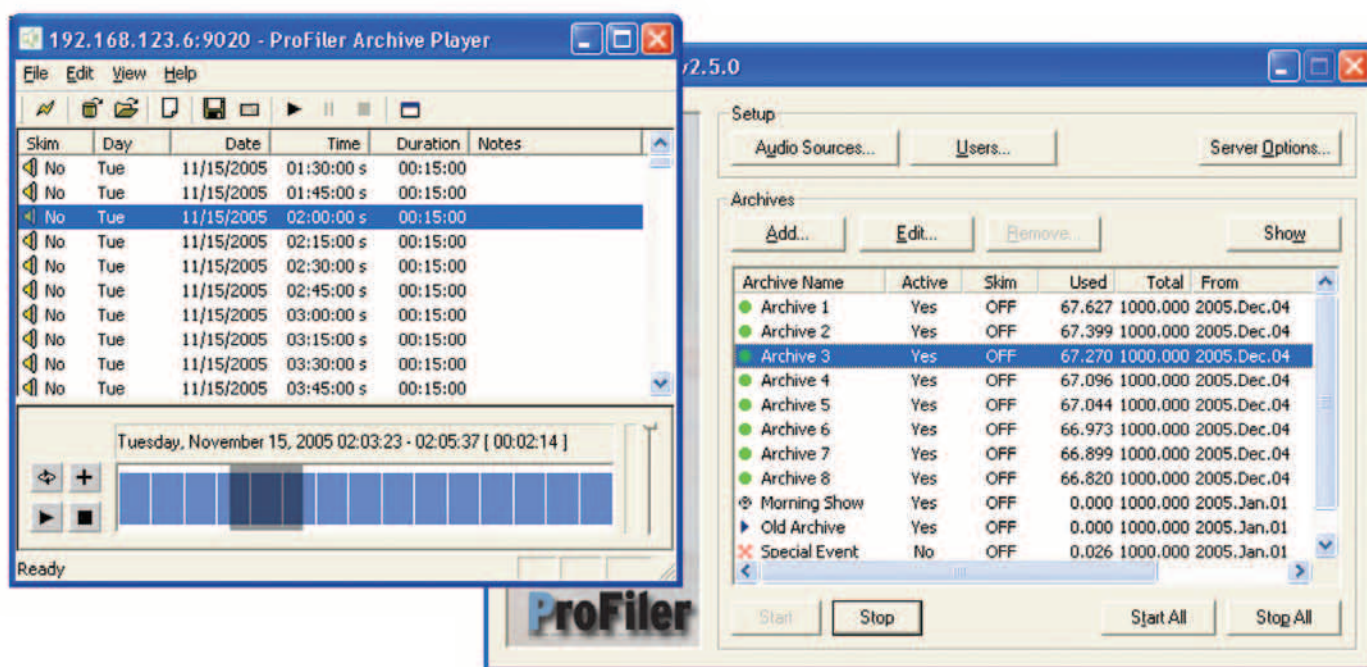 192.168.123.6:9020 - ProFiler Archive Player
File Edit View Help
Skim Day Date Time Duration Notes
No Tue 11/15/2005 01:30:00 s 00:15:00
No Tue 11/15/2005 01:45:00 s 00:15:00
No Tue 11/15/2005 02:00:00 s 00:15:00
No Tue 11/15/2005 02:15:00 s 00:15:00
No Tue 11/15/2005 02:30:00 s 00:15:00
No Tue 11/15/2005 02:45:00 s 00:15:00
No Tue 11/15/2005 03:00:00 s 00:15:00
No Tue 11/15/2005 03:15:00 s 00:15:00
No Tue 11/15/2005 03:30:00 s 00:15:00
No Tue 11/15/2005 03:45:00 s 00:15:00
Tuesday, November 15, 2005 02:03:23 - 02:05:37 [ 00:02:14 ]
Ready
v2.5.0
Setup
Audio Sources... Users... Server Options...
Archives
Add... Edit... Remove... Show
Archive Name Active Skim Used Total From
Archive 1 Yes OFF 67.627 1000.000 2005.Dec.04
Archive 2 Yes OFF 67.399 1000.000 2005.Dec.04
Archive 3 Yes OFF 67.270 1000.000 2005.Dec.04
Archive 4 Yes OFF 67.096 1000.000 2005.Dec.04
Archive 5 Yes OFF 67.044 1000.000 2005.Dec.04
Archive 6 Yes OFF 66.973 1000.000 2005.Dec.04
Archive 7 Yes OFF 66.899 1000.000 2005.Dec.04
Archive 8 Yes OFF 66.820 1000.000 2005.Dec.04
Morning Show Yes OFF 0.000 1000.000 2005.Jan.01
Old Archive Yes OFF 0.000 1000.000 2005.Jan.01
Special Event No OFF 0.026 1000.000 2005.Jan.01
ProFiler
Start Stop Start All Stop All